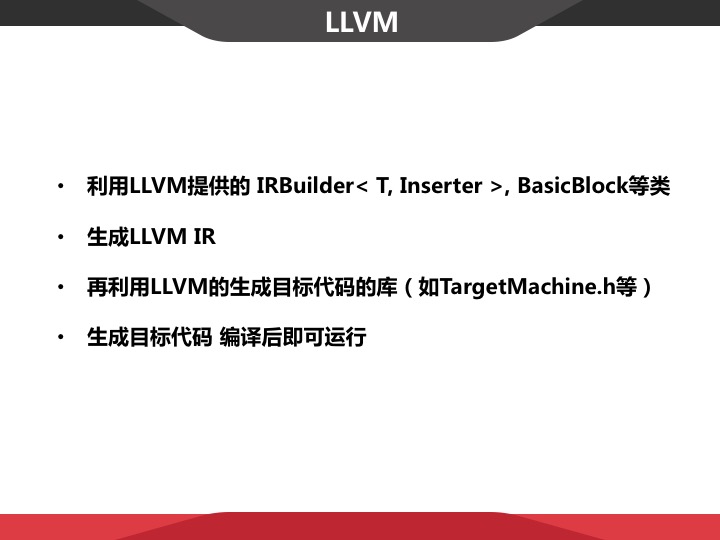 LLVM
• 利用LLVM提供的 IRBuilder< T, Inserter >, BasicBlock等类
• 生成LLVM IR
• 再利用LLVM的生成目标代码的库（如TargetMachine.h等）
• 生成目标代码 编译后即可运行